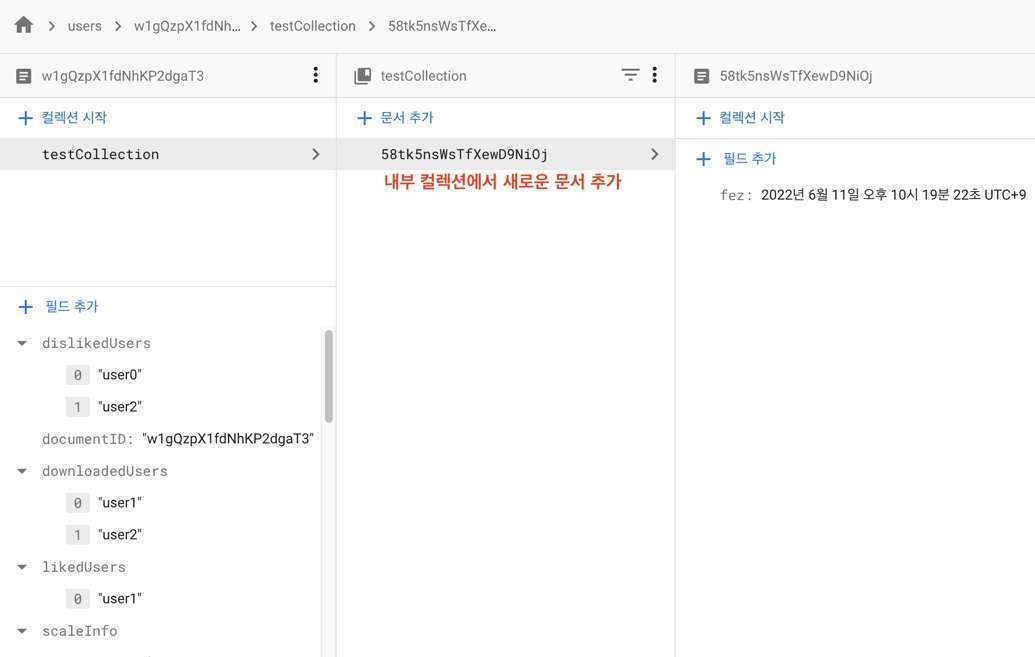 users
w1gQzpX1fdNh...
testCollection
58tk5nsWsTfXe...
w1gQzpX1fdNhKP2dgaT3
컬렉션 시작
testCollection
필드 추가
dislikedUsers
0 "user0"
1 "user2"
documentID: "w1gQzpX1fdNhKP2dgaT3"
downloadedUsers
0 "user1"
1 "user2"
likedUsers
0 "user1"
scaleInfo
testCollection
문서 추가
58tk5nsWsTfXewD9NiOj
내부 컬렉션에서 새로운 문서 추가
58tk5nsWsTfXewD9NiOj
컬렉션 시작
필드 추가
fez: 2022년 6월 11일 오후 10시 19분 22초 UTC+9